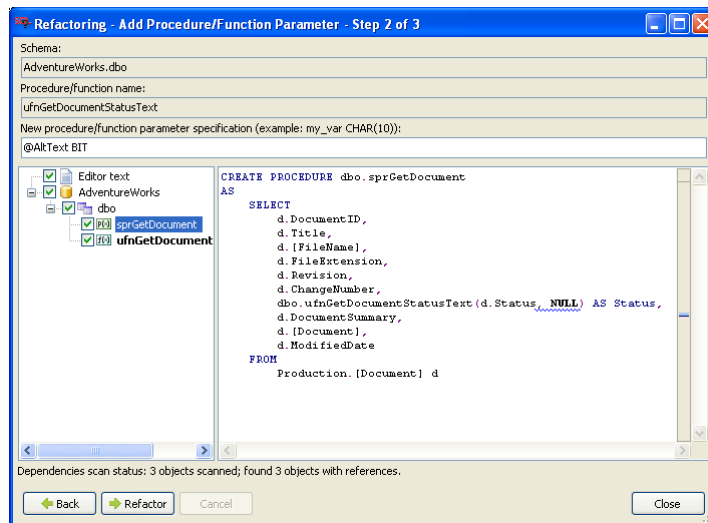 Refactoring - Add Procedure/Function Parameter - Step 2 of 3
Schema:
AdventureWorks.dbo
Procedure/function name:
ufnGetDocumentStatusText
New procedure/function parameter specification (example: my_var CHAR(10)):
@AltText BIT
Editor text
AdventureWorks
dbo
sprGetDocument
ufnGetDocument
CREATE PROCEDURE dbo.sprGetDocument
AS
SELECT
d.DocumentID,
d.Title,
d.[FileName],
d.FileExtension,
d.Revision,
d.ChangeNumber,
dbo.ufnGetDocumentStatusText(d.Status, NULL) AS Status,
d.DocumentSummary,
d.[Document],
d.ModifiedDate
FROM
Production.[Document] d
Dependencies scan status: 3 objects scanned; found 3 objects with references.
Back
Refactor
Cancel
Close